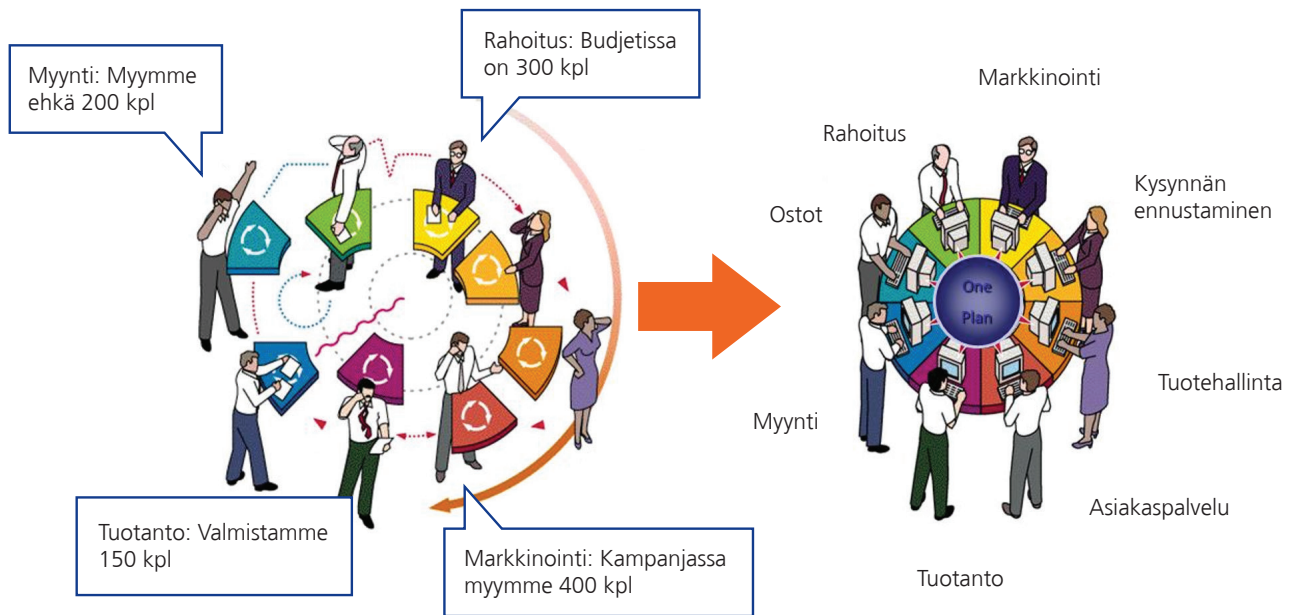 Myynti: Myymme
ehkä 200 kpl
Rahoitus: Budjetissa
on 300 kpl
Tuotanto: Valmistamme
150 kpl
Markkinointi: Kampanjassa
myymme 400 kpl
Markkinointi
Rahoitus
Kysynnän
ennustaminen
Ostot
One
Plan
Tuotehallinta
Myynti
Asiakaspalvelu
Tuotanto